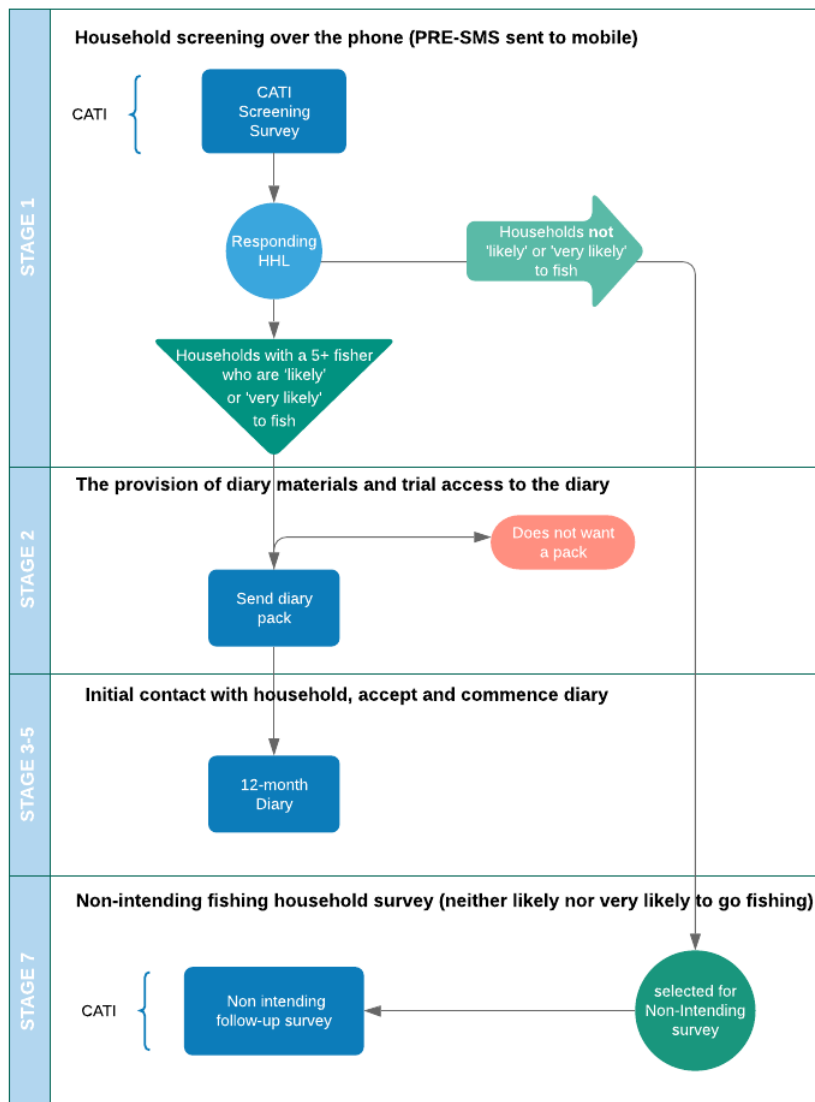 Household screening over the phone (PRE-SMS sent to mobile)
CATI
CATI
Screening
Survey
STAGE 1
Responding
HHL
Households not
'likely' or 'very likely'
to fish
Households with a 5+ fisher
who are ‘likely’
or 'very likely'
to fish
The provision of diary materials and trial access to the diary
STAGE 2
Does not want
a pack
Send diary
pack
Initial contact with household, accept and commence diary
STAGE 3-5
12-month
Diary
Non-intending fishing household survey (neither likely nor very likely to go fishing)
STAGE 7
CATI
Non intending
follow-up survey
selected for
Non-Intending
survey